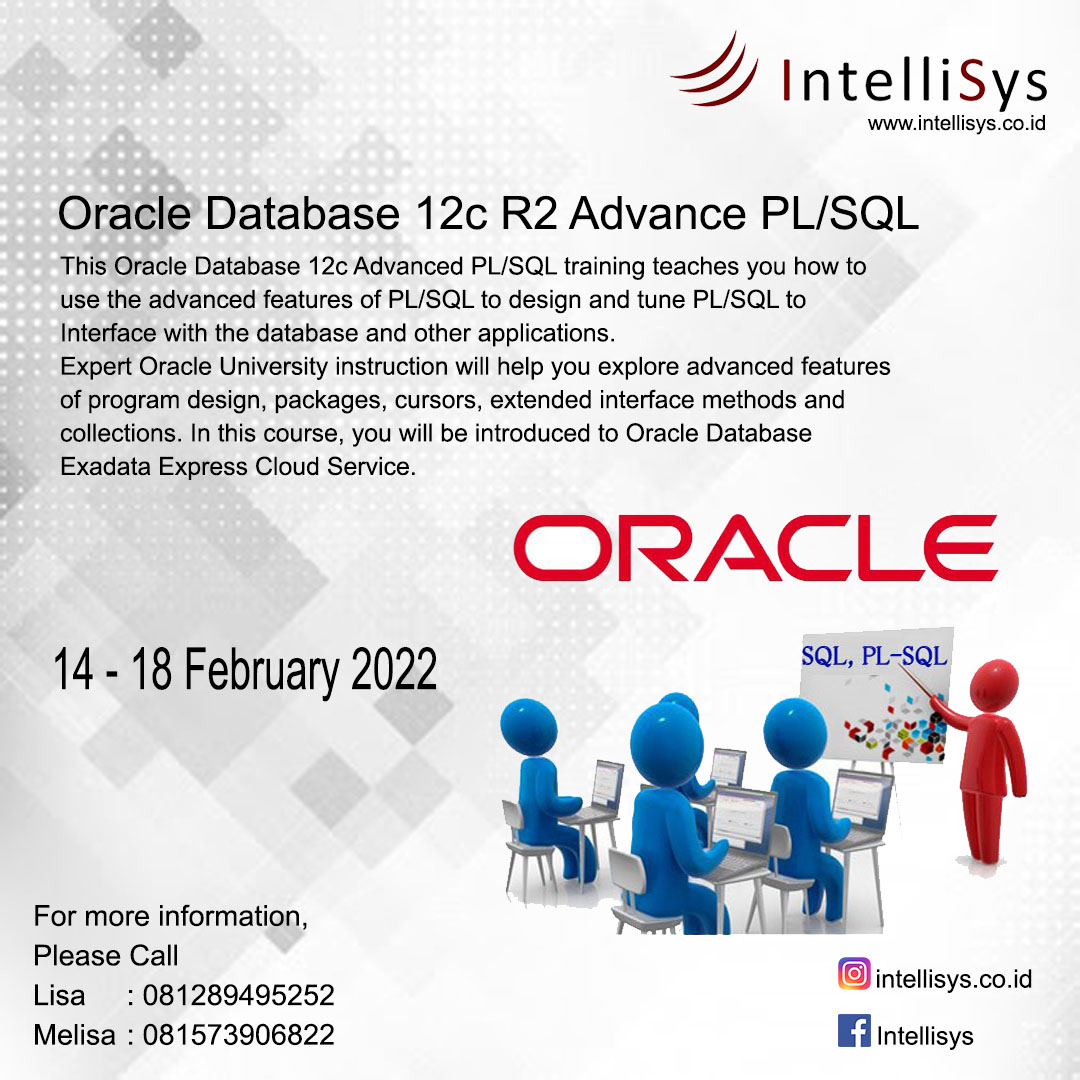 IntelliSys
www.intellisys.co.id
Oracle Database 12c R2 Advance PL/SQL
This Oracle Database 12c Advanced PL/SQL training teaches you how to
use the advanced features of PL/SQL to design and tune PL/SQL to
Interface with the database and other applications.
Expert Oracle University instruction will help you explore advanced features
of program design, packages, cursors, extended interface methods and
collections. In this course, you will be introduced to Oracle Database
Exadata Express Cloud Service.
ORACLE
14 - 18 February 2022
SQL, PL-SQL
For more information,
Please Call
Lisa : 081289495252
Melisa : 081573906822
intellisys.co.id
Intellisys